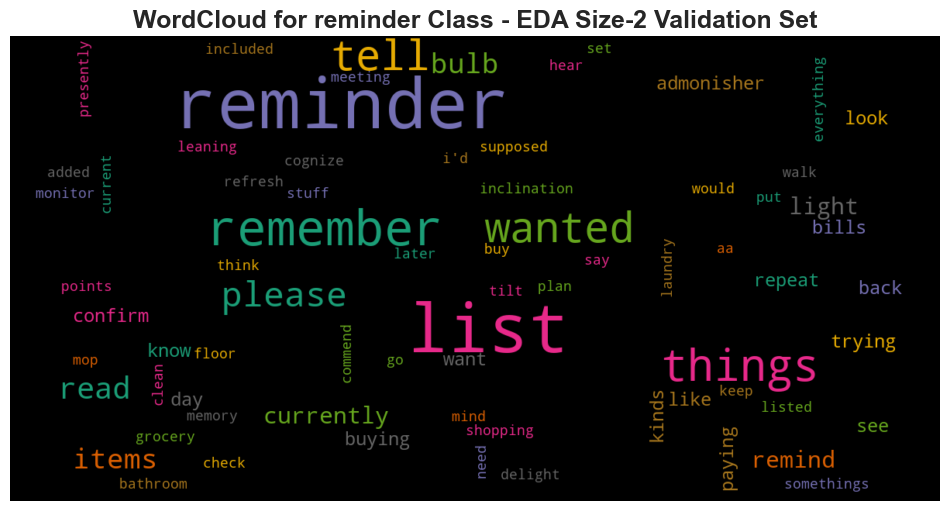 WordCloud for reminder Class - EDA Size-2 Validation Set
presently
included
tell
set
bulb
hear
meeting
reminder
admonisher
everything
look
leaning
cognize
i'd
supposed
added
current
refresh
monitor
stuff
inclination
would
walk
put
light
remember
wanted
bills
later
buy
say
aa
think
laundry
points
please
tilt
plan
repeat
back
confirm
list
know
floor
commend
go
want
trying
mop
things
read
clean
day
memory
currently
mind
kinds
like
keep
listed
grocery
buying
shopping
see
items
check
need
delight
paying
remind
bathroom
somethings